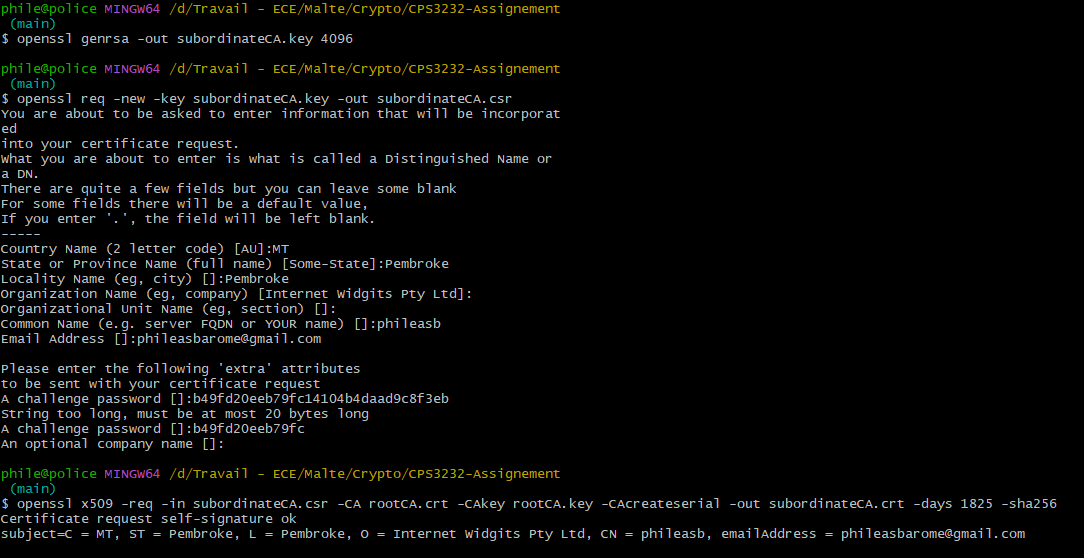 phile@police MINGW64 /d/Travail - ECE/Malte/Crypto/CPS3232-Assignement
(main)
$ openssl genrsa -out subordinateCA.key 4096
phile@police MINGW64 /d/Travail - ECE/Malte/Crypto/CPS3232-Assignement
(main)
$ openssl req -new -key subordinateCA.key -out subordinateCA.csr
You are about to be asked to enter information that will be incorporat
ed
into your certificate request.
What you are about to enter is what is called a Distinguished Name or
a DN.
There are quite a few fields but you can leave some blank
For some fields there will be a default value,
If you enter '.', the field will be left blank.
-----
Country Name (2 letter code) [AU]:MT
State or Province Name (full name) [Some-State]:Pembroke
Locality Name (eg, city) []:Pembroke
Organization Name (eg, company) [Internet Widgits Pty Ltd]:
Organizational Unit Name (eg, section) []:
Common Name (e.g. server FQDN or YOUR name) []:phileasb
Email Address []:phileasbarome@gmail.com
Please enter the following 'extra' attributes
to be sent with your certificate request
A challenge password []:b49fd20eeb79fc14104b4daad9c8f3eb
String too long, must be at most 20 bytes long
A challenge password []:b49fd20eeb79fc
An optional company name []:
phile@police MINGW64 /d/Travail - ECE/Malte/Crypto/CPS3232-Assignement
(main)
$ openssl x509 -req -in subordinateCA.csr -CA rootCA.crt -CAkey rootCA.key -CAcreateserial -out subordinateCA.crt -days 1825 -sha256
Certificate request self-signature ok
subject=C = MT, ST = Pembroke, L = Pembroke, O = Internet Widgits Pty Ltd, CN = phileasb, emailAddress = phileasbarome@gmail.com